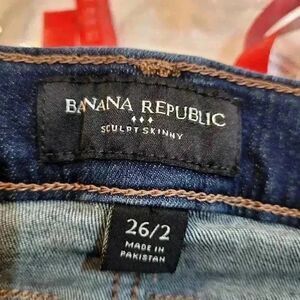 BANANA REPUBLIC
SCULPT SKINNY
26/2
MADE IN
PAKISTAN